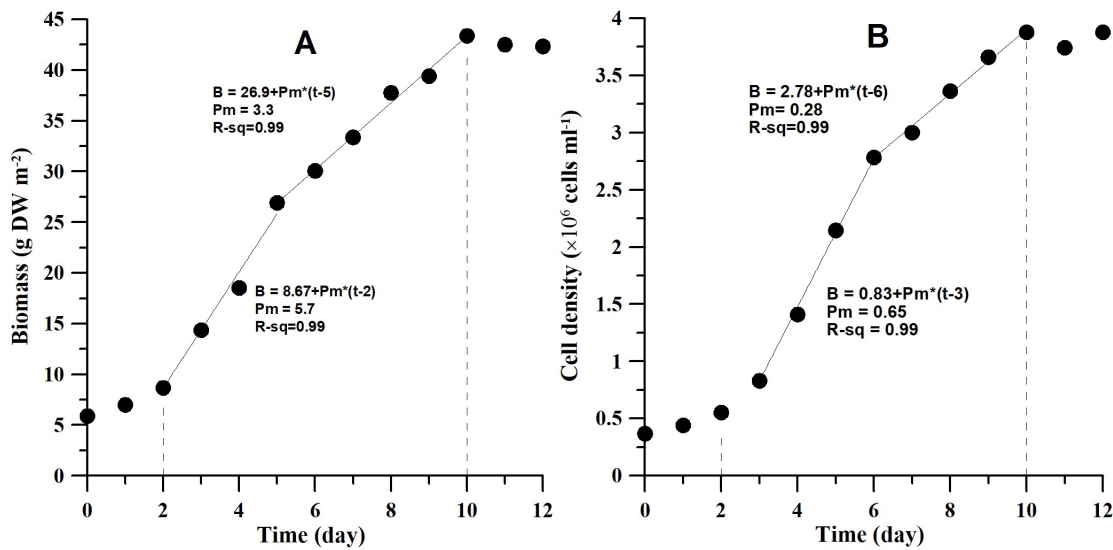 A
B = 26.9+Pm*(t-5)
Pm = 3.3
R-sq=0.99
B = 8.67+Pm*(t-2)
Pm = 5.7
R-sq=0.99
Biomass (g DW m⁻²)
45
40
35
30
25
20
15
10
5
0
0 2 4 6 8 10 12
Time (day)
B
B = 2.78+Pm*(t-6)
Pm= 0.28
R-sq=0.99
B = 0.83+Pm*(t-3)
Pm = 0.65
R-sq = 0.99
Cell density (×10⁶ cells ml⁻¹)
4
3.5
3
2.5
2
1.5
1
0.5
0
0 2 4 6 8 10 12
Time (day)